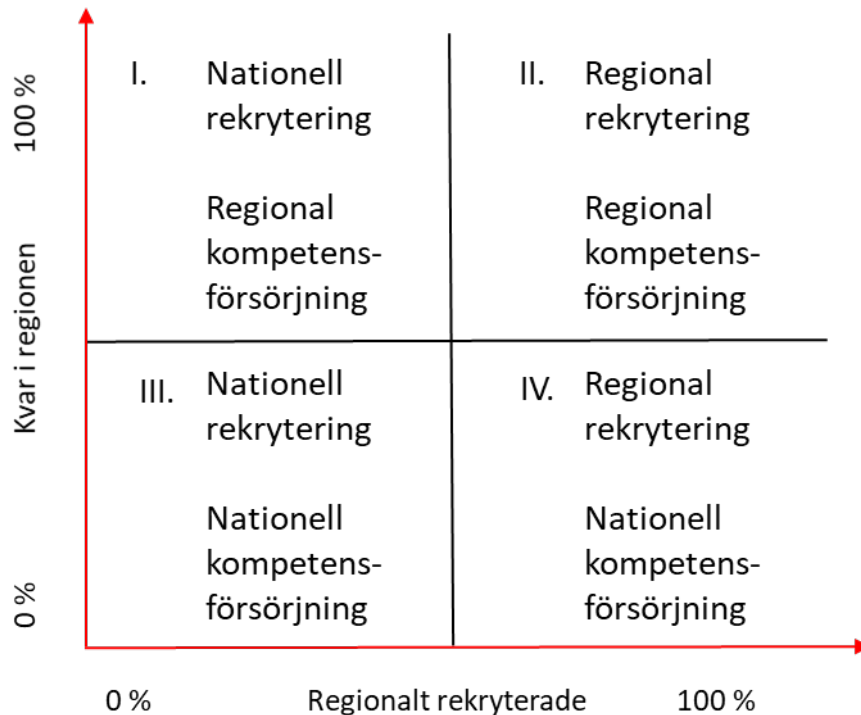 100 %
Kvar i regionen
0 %
I.
Nationell
rekrytering
Regional
kompetens-
försörjning
II.
Regional
rekrytering
Regional
kompetens-
försörjning
III.
Nationell
rekrytering
Nationell
kompetens-
försörjning
IV.
Regional
rekrytering
Nationell
kompetens-
försörjning
0 %
Regionalt rekryterade
100 %